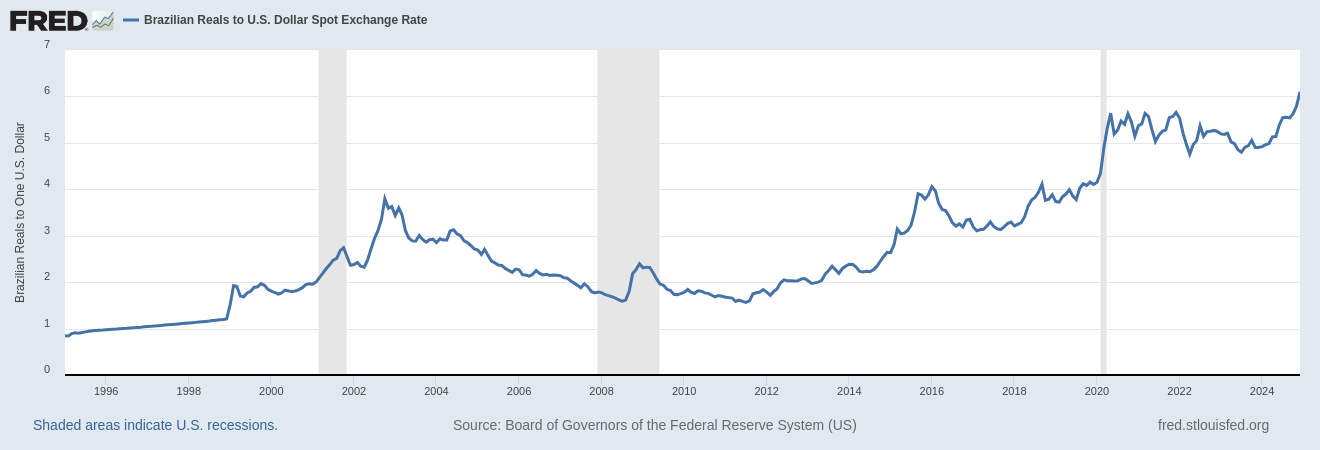 FRED® Brazilian Reals to U.S. Dollar Spot Exchange Rate
Brazilian Reals to One U.S. Dollar
7
6
5
4
3
2
1
0
1996 1998 2000 2002 2004 2006 2008 2010 2012 2014 2016 2018 2020 2022 2024
Shaded areas indicate U.S. recessions. Source: Board of Governors of the Federal Reserve System (US) fred.stlouisfed.org